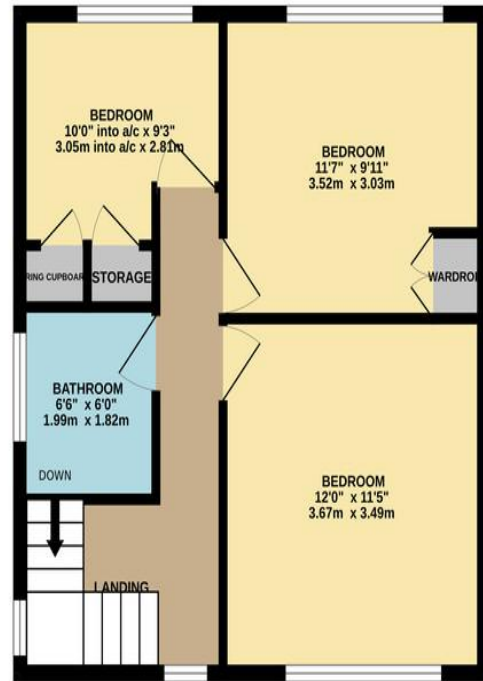 BEDROOM
10'0" into a/c x 9'3"
3.05m into a/c x 2.81m
BEDROOM
11'7" x 9'11"
3.52m x 3.03m
RING CUPBOAR
STORAGE
WARDROB
BATHROOM
6'6" x 6'0"
1.99m x 1.82m
DOWN
BEDROOM
12'0" x 11'5"
3.67m x 3.49m
LANDING